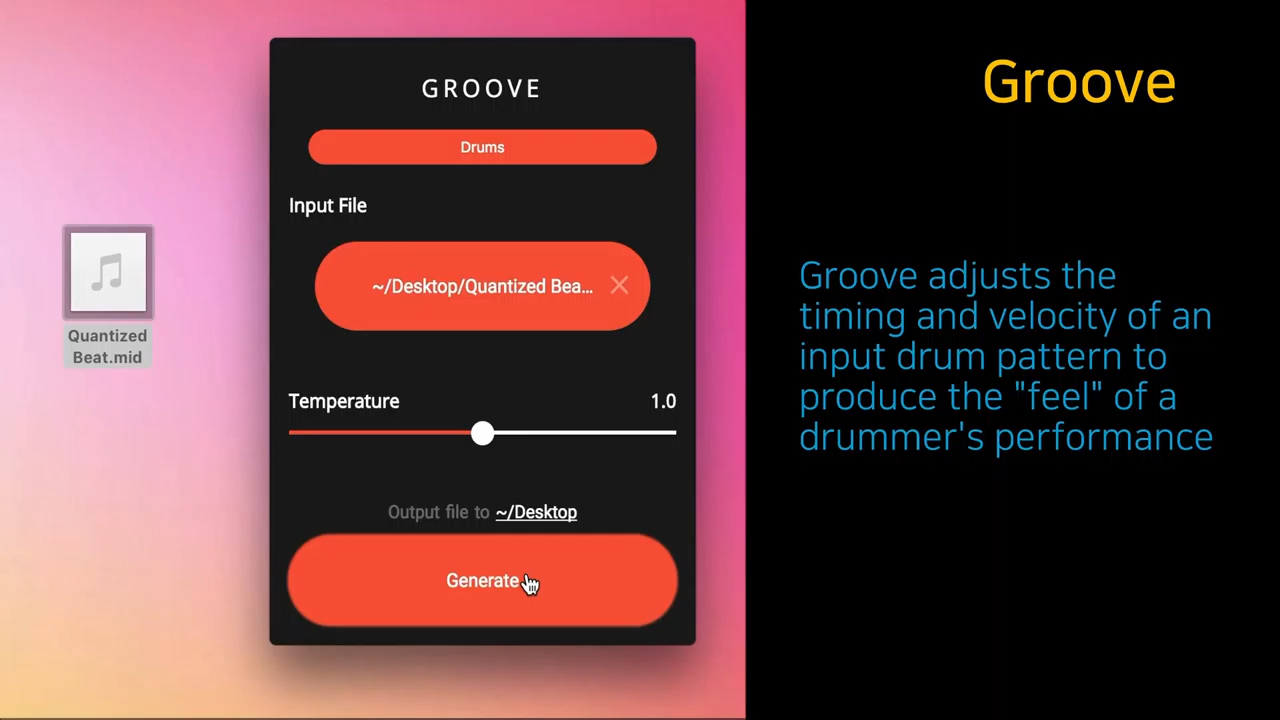 GROOVE
Drums
Input File
~/Desktop/Quantized Bea...
Temperature 1.0
Output file to ~/Desktop
Generate
Quantized
Beat.mid
Groove
Groove adjusts the
timing and velocity of an
input drum pattern to
produce the "feel" of a
drummer's performance